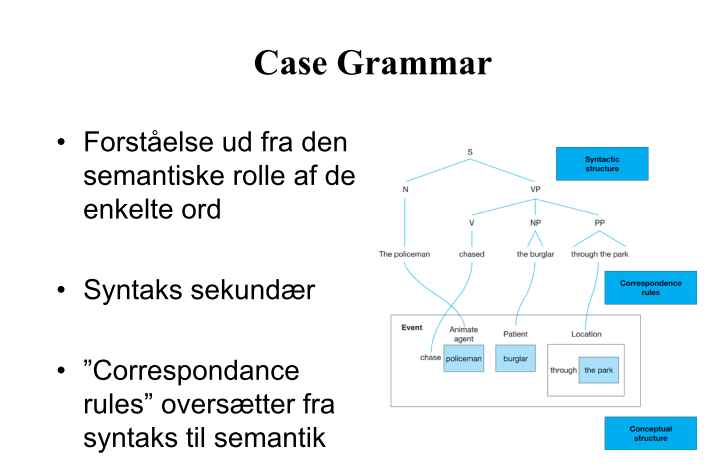 Case Grammar
• Forståelse ud fra den
semantiske rolle af de
enkelte ord
• Syntaks sekundær
• ”Correspondance
rules” oversætter fra
syntaks til semantik
S
Syntactic
structure
N VP
V NP PP
The policeman chased the burglar through the park
Correspondence
rules
Event
Animate
agent
Patient
Location
chase
policeman
burglar
through
the park
Conceptual
structure